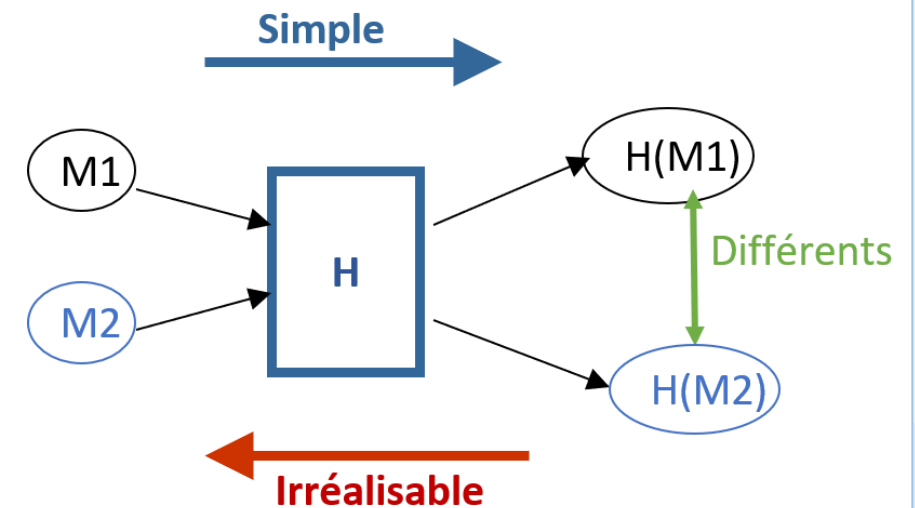 Simple
M1
H(M1)
Différents
H
M2
H(M2)
Irréalisable